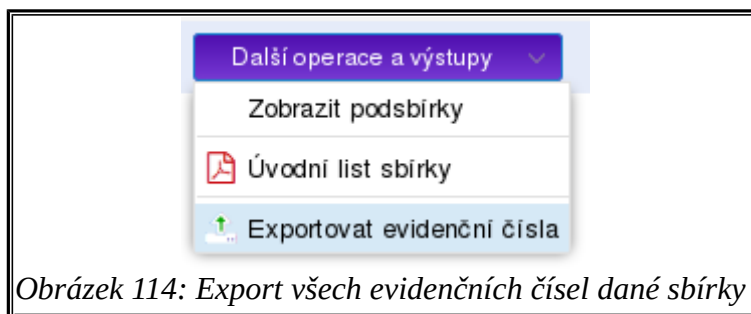 Další operace a výstupy
Zobrazit podsbírky
Úvodní list sbírky
Exportovat evidenční čísla
Obrázek 114: Export všech evidenčních čísel dané sbírky